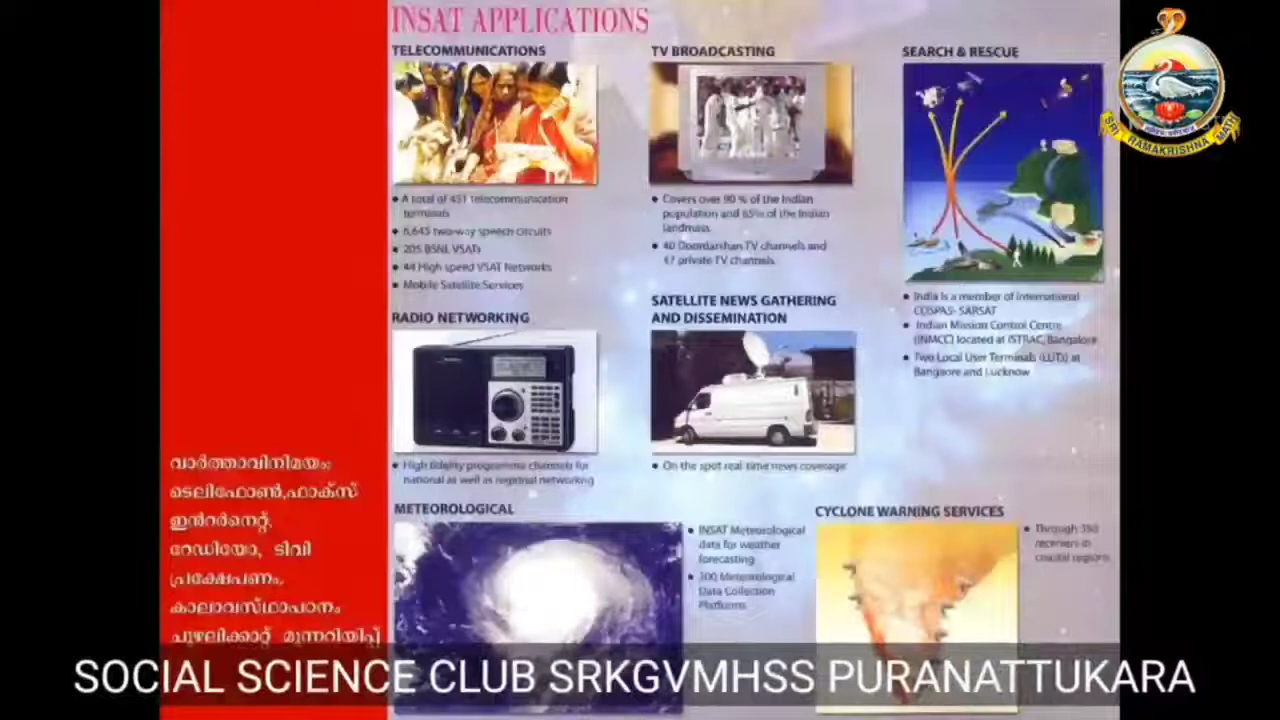 INSAT APPLICATIONS
TELECOMMUNICATIONS
• A total of 451 telecommunication
terminals
• 6,645 two-way speech circuits
• 205 BSNL VSATs
• 44 High speed VSAT Networks
• Mobile Satellite Services
TV BROADCASTING
• Covers over 90 % of the Indian
population and 65% of the Indian
landmass
• 40 Doordarshan TV channels and
TV channels
SEARCH & RESCUE
• India is a member of international
COSPAS- SARSAT
• Indian Mission Control Centre
(INMCC) located at ISTRAC, Bangalore
• Two Local User Terminals (LUTs) at
Bangalore and Lucknow
RADIO NETWORKING
• High fidelity programme channels for
national as well as regional networking
SATELLITE NEWS GATHERING
AND DISSEMINATION
• On the spot real time news coverage
METEOROLOGICAL
• INSAT Meteorological
data for weather
forecasting
• 300 Meteorological
Data Collection
Platforms
CYCLONE WARNING SERVICES
• Through
receivers in
coastal regions
വാർത്താവിനിമയം:
ടെലിഫോൺ,ഫാക്സ്
ഇൻറർനെറ്റ്,
റേഡിയോ, ടിവി
പ്രക്ഷേപണം,
കാലാവസ്ഥാപഠനം
ചുഴലിക്കാറ്റ് മുന്നറിയിപ്പ്
SRI RAMAKRISHNA MATH
SOCIAL SCIENCE CLUB SRKGVMHSS PURANATTUKARA